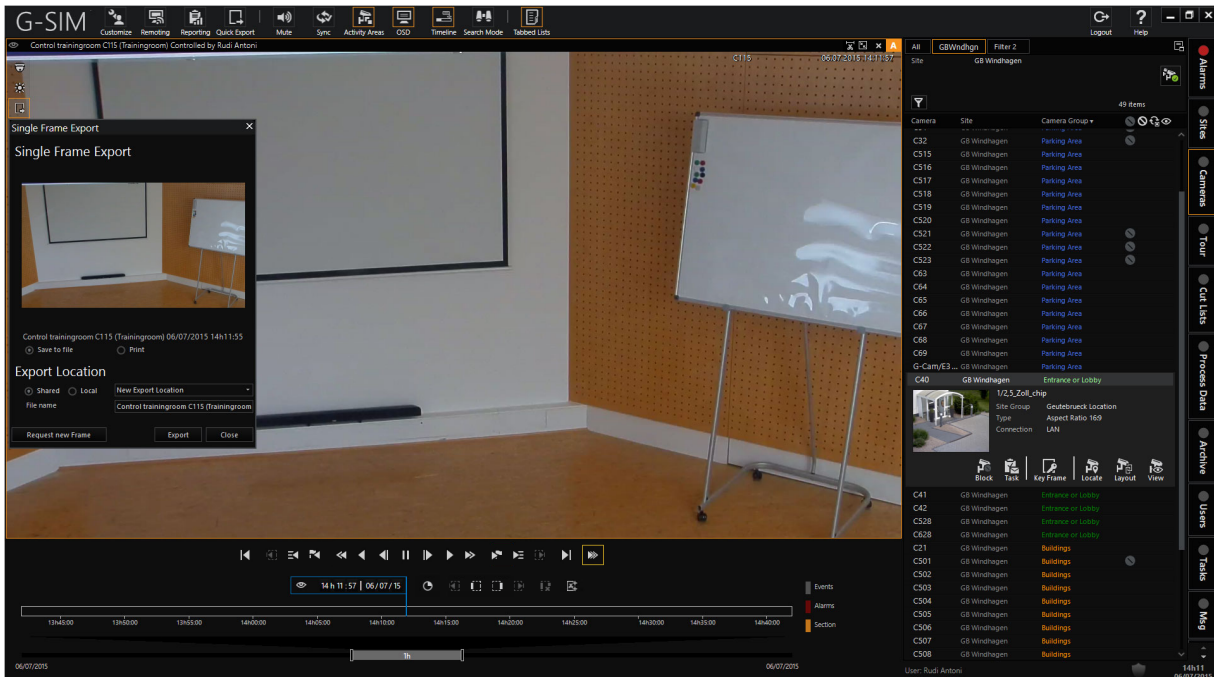 G-SIM
Customize Remoting Reporting Quick Export Mute Sync Activity Areas OSD Timeline Search Mode Tabbed Lists Logout Help
Control trainingroom C115 (Trainingroom) Controlled by Rudi Antoni
A
C115 06.07.2015 14:11:57
Single Frame Export
Single Frame Export
Control trainingroom C115 (Trainingroom) 06/07/2015 14h11:55
Save to file Print
Export Location
Shared Local New Export Location
File name Control trainingroom C115 (Trainingroom
Request new Frame Export Close
14 h 11 : 57 | 06 / 07 / 15
Events
Alarms
Section
13h45:00 13h50:00 13h55:00 14h00:00 14h05:00 14h10:00 14h15:00 14h20:00 14h25:00 14h30:00 14h35:00 14h40:00
1h
06/07/2015 06/07/2015
All GBWndhgn Filter 2
Site GB Windhagen
49 items
Camera Site Camera Group
C32 GB Windhagen Parking Area
C515 GB Windhagen Parking Area
C516 GB Windhagen Parking Area
C517 GB Windhagen Parking Area
C518 GB Windhagen Parking Area
C519 GB Windhagen Parking Area
C520 GB Windhagen Parking Area
C521 GB Windhagen Parking Area
C522 GB Windhagen Parking Area
C523 GB Windhagen Parking Area
C63 GB Windhagen Parking Area
C64 GB Windhagen Parking Area
C65 GB Windhagen Parking Area
C66 GB Windhagen Parking Area
C67 GB Windhagen Parking Area
C68 GB Windhagen Parking Area
C69 GB Windhagen Parking Area
G-Cam/E3 ... GB Windhagen Parking Area
C40 GB Windhagen Entrance or Lobby
1/2,5_Zoll_chip
Site Group Geutebrueck Location
Type Aspect Ratio 16:9
Connection LAN
Block Task Key Frame Locate Layout View
C41 GB Windhagen Entrance or Lobby
C42 GB Windhagen Entrance or Lobby
C528 GB Windhagen Entrance or Lobby
C628 GB Windhagen Entrance or Lobby
C21 GB Windhagen Buildings
C501 GB Windhagen Buildings
C502 GB Windhagen Buildings
C503 GB Windhagen Buildings
C504 GB Windhagen Buildings
C505 GB Windhagen Buildings
C506 GB Windhagen Buildings
C507 GB Windhagen Buildings
C508 GB Windhagen Buildings
User: Rudi Antoni
Alarms
Sites
Cameras
Tour
Cut Lists
Process Data
Archive
Users
Tasks
Msg
14h11
06/07/2015